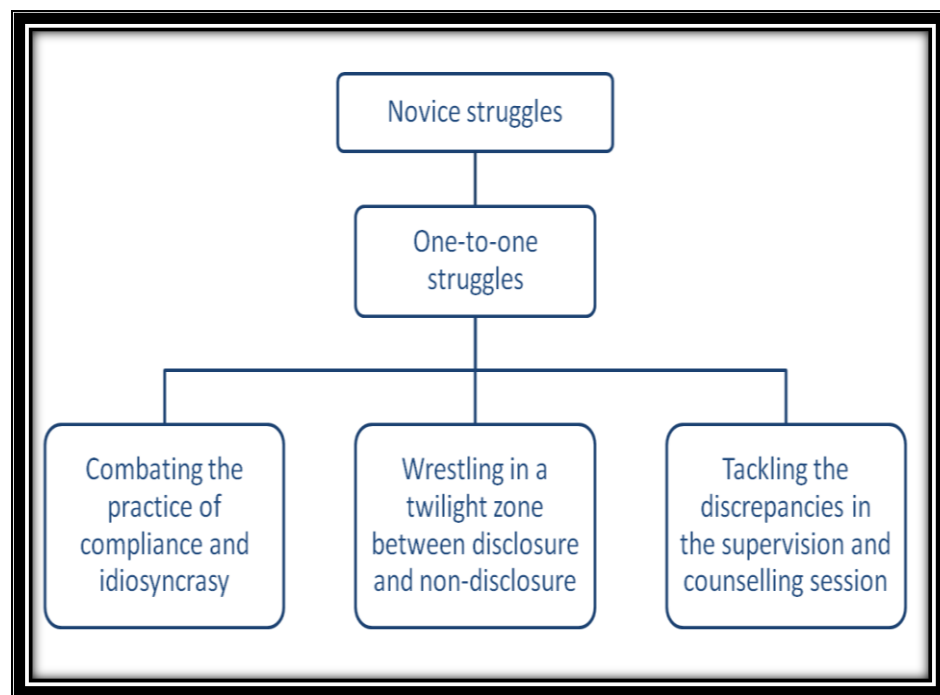 Novice struggles
One-to-one
struggles
Combating the
practice of
compliance and
idiosyncrasy
Wrestling in a
twilight zone
between disclosure
and non-disclosure
Tackling the
discrepancies in
the supervision and
counselling session